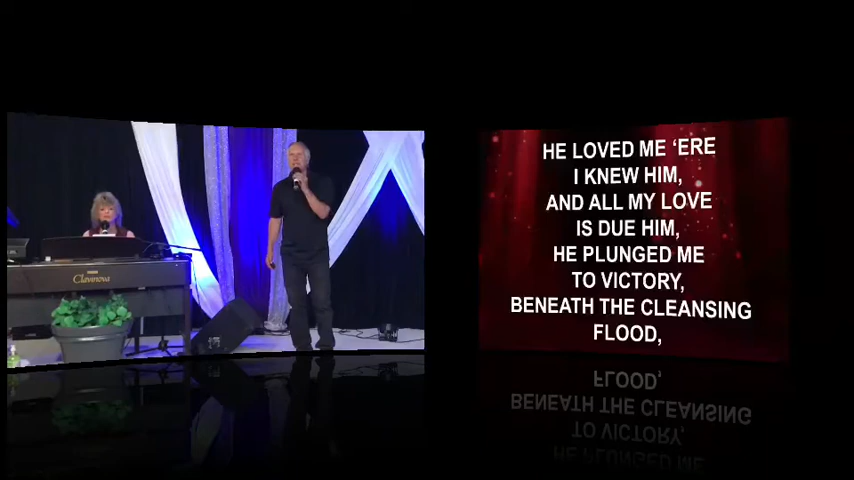 Clavinova
HE LOVED ME ‘ERE
I KNEW HIM,
AND ALL MY LOVE
IS DUE HIM,
HE PLUNGED ME
TO VICTORY,
BENEATH THE CLEANSING
FLOOD,